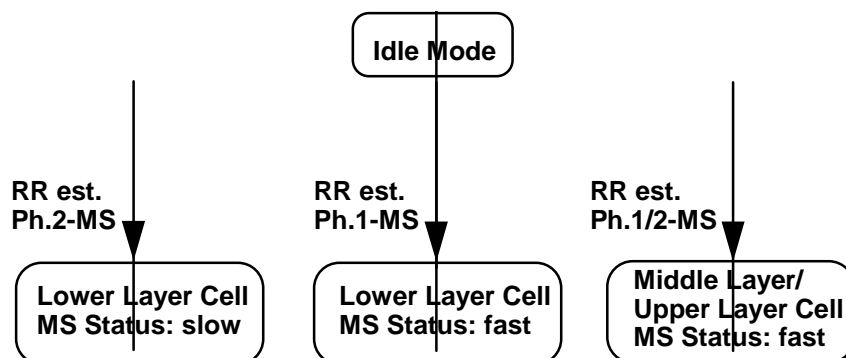 Idle Mode
RR est.
Ph.2-MS
RR est.
Ph.1-MS
RR est.
Ph.1/2-MS
Lower Layer Cell
MS Status: slow
Lower Layer Cell
MS Status: fast
Middle Layer/
Upper Layer Cell
MS Status: fast